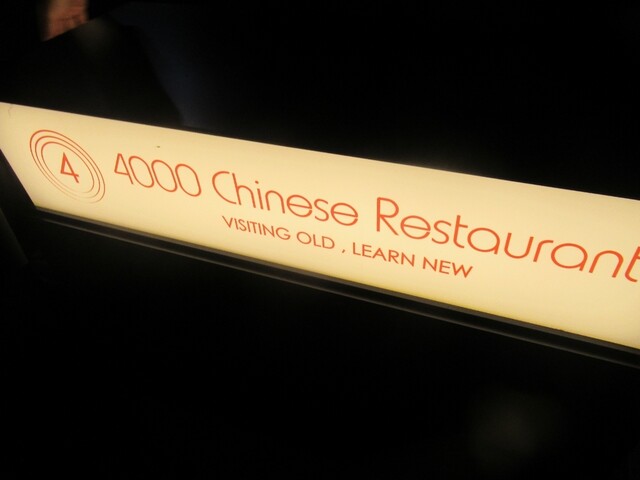 4
4000 Chinese Restaurant
VISITING OLD , LEARN NEW